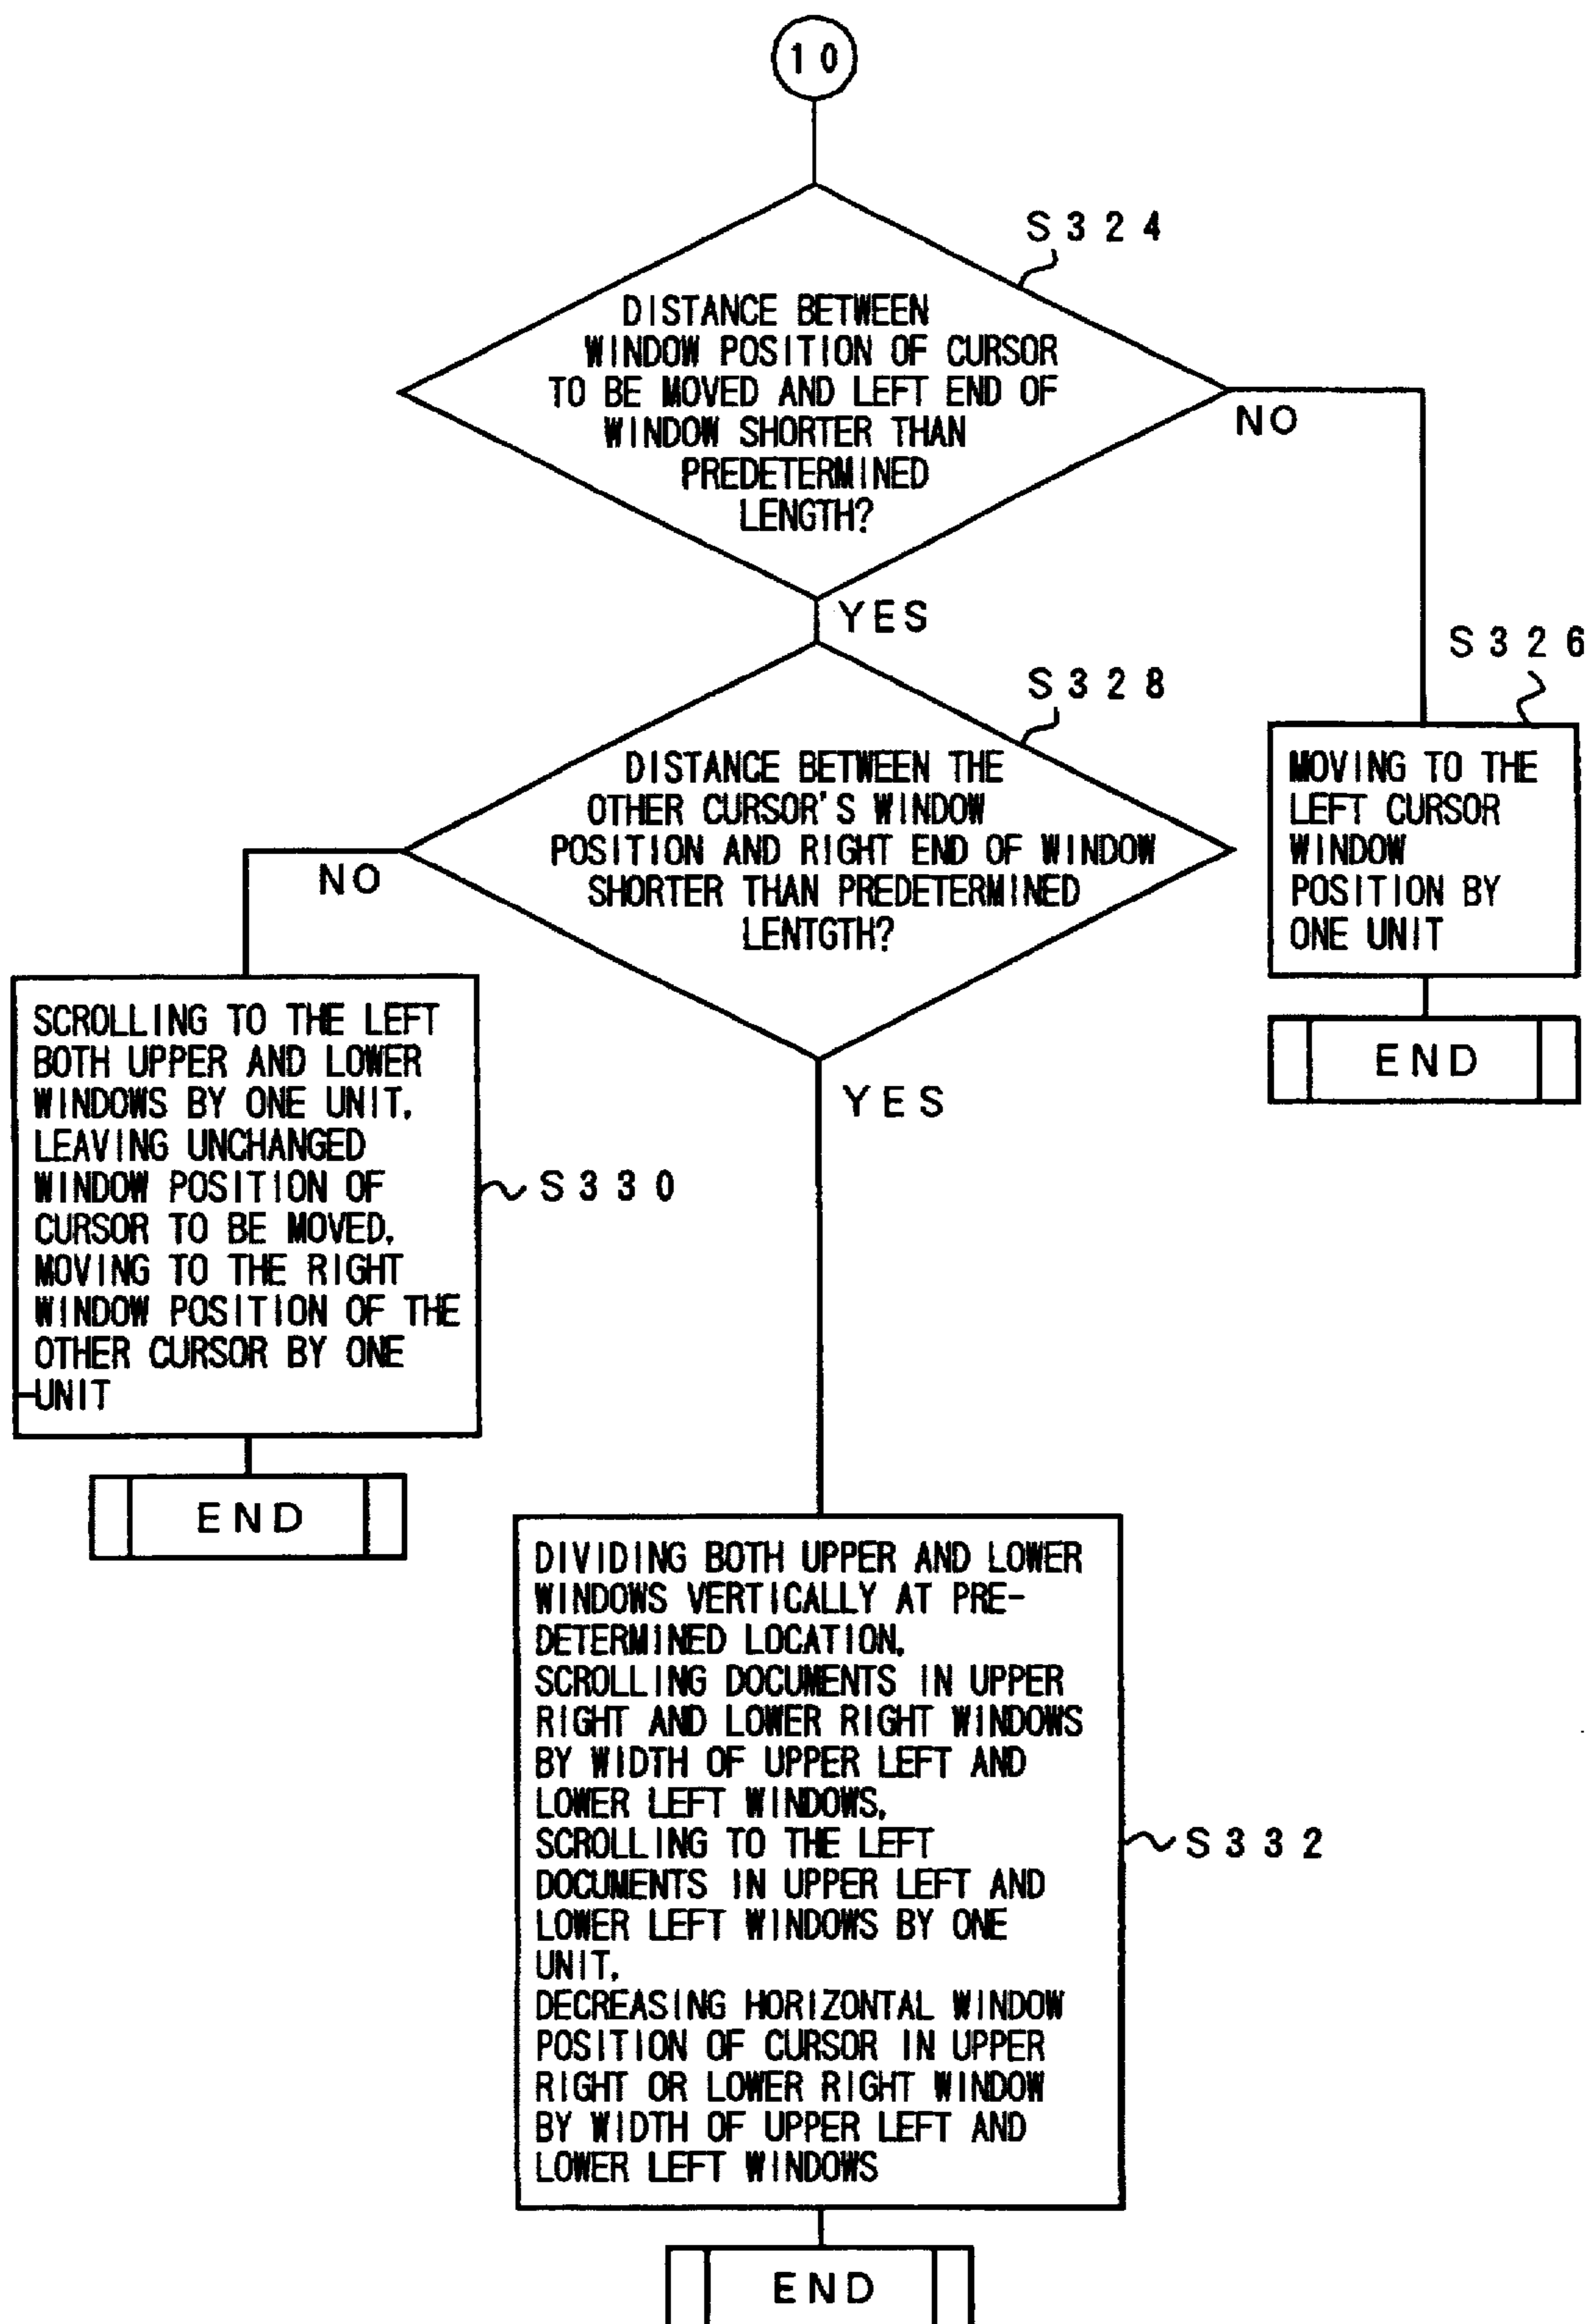 10
S324
DISTANCE BETWEEN
WINDOW POSITION OF CURSOR
TO BE MOVED AND LEFT END OF
WINDOW SHORTER THAN
PREDETERMINED
LENGTH?
NO
YES
S326
MOVING TO THE
LEFT CURSOR
WINDOW
POSITION BY
ONE UNIT
END
S328
DISTANCE BETWEEN THE
OTHER CURSOR'S WINDOW
POSITION AND RIGHT END OF WINDOW
SHORTER THAN PREDETERMINED
LENTGTH?
NO
YES
SCROLLING TO THE LEFT
BOTH UPPER AND LOWER
WINDOWS BY ONE UNIT,
LEAVING UNCHANGED
WINDOW POSITION OF
CURSOR TO BE MOVED,
MOVING TO THE RIGHT
WINDOW POSITION OF THE
OTHER CURSOR BY ONE
UNIT
S330
END
DIVIDING BOTH UPPER AND LOWER
WINDOWS VERTICALLY AT PRE-
DETERMINED LOCATION,
SCROLLING DOCUMENTS IN UPPER
RIGHT AND LOWER RIGHT WINDOWS
BY WIDTH OF UPPER LEFT AND
LOWER LEFT WINDOWS,
SCROLLING TO THE LEFT
DOCUMENTS IN UPPER LEFT AND
LOWER LEFT WINDOWS BY ONE
UNIT,
DECREASING HORIZONTAL WINDOW
POSITION OF CURSOR IN UPPER
RIGHT OR LOWER RIGHT WINDOW
BY WIDTH OF UPPER LEFT AND
LOWER LEFT WINDOWS
S332
END